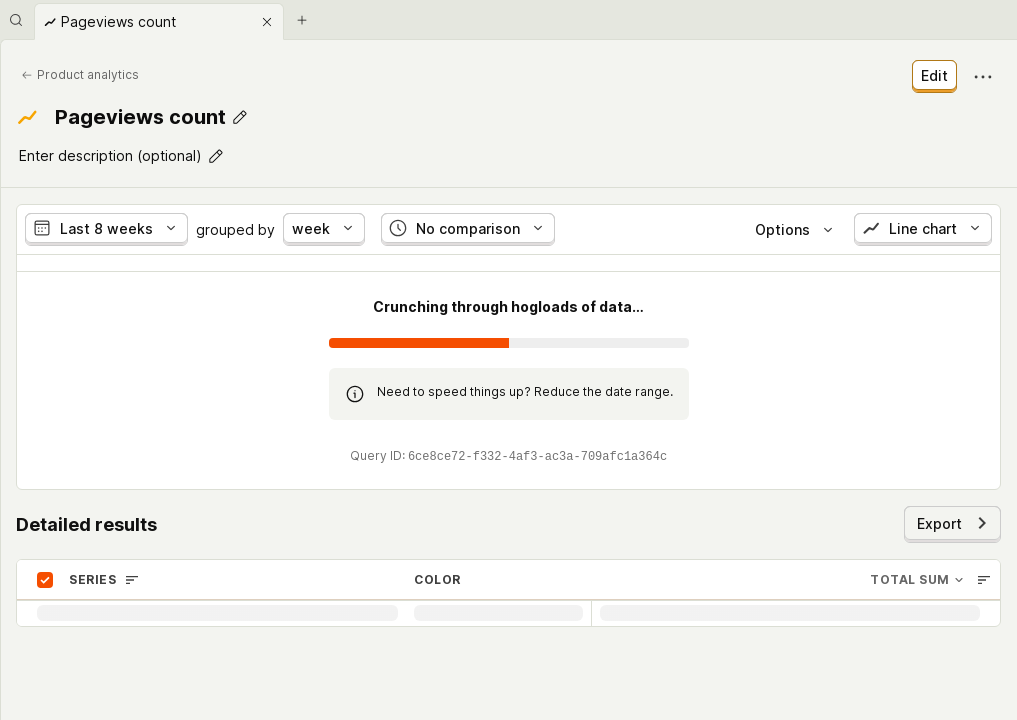 Pageviews count
Product analytics
Edit
Pageviews count
Enter description (optional)
Last 8 weeks grouped by week No comparison Options Line chart
Crunching through hogloads of data...
Need to speed things up? Reduce the date range.
Query ID: 6ce8ce72-f332-4af3-ac3a-709afc1a364c
Detailed results
Export
SERIES COLOR TOTAL SUM